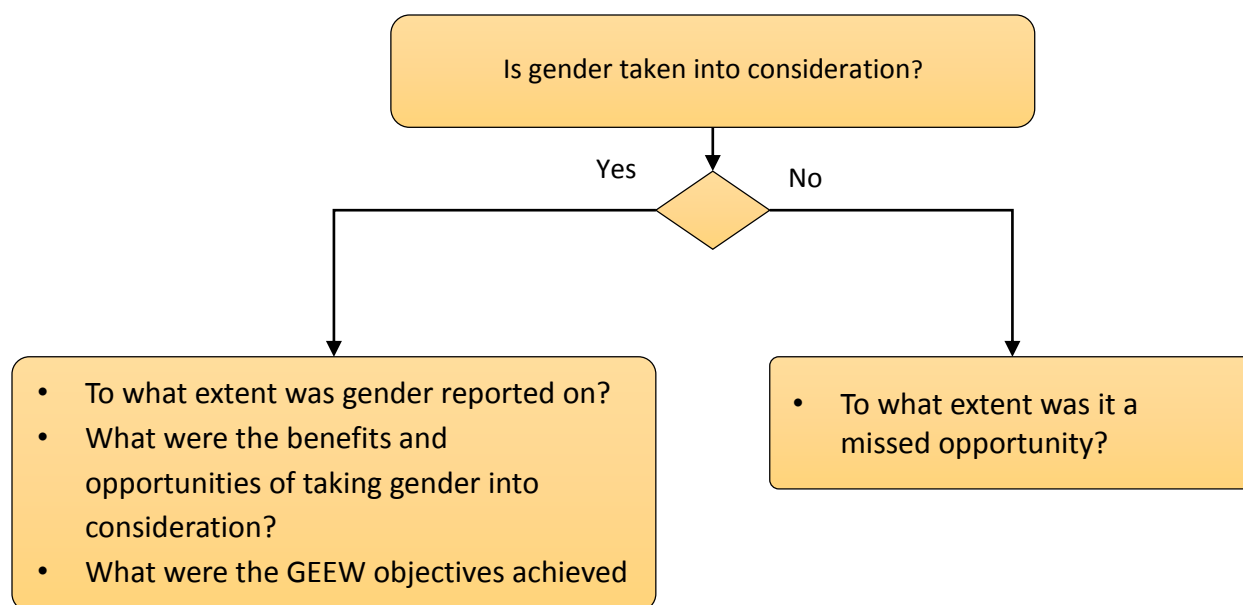 Is gender taken into consideration?
Yes
No
• To what extent was gender reported on?
• What were the benefits and
opportunities of taking gender into
consideration?
• What were the GEEW objectives achieved
• To what extent was it a
missed opportunity?